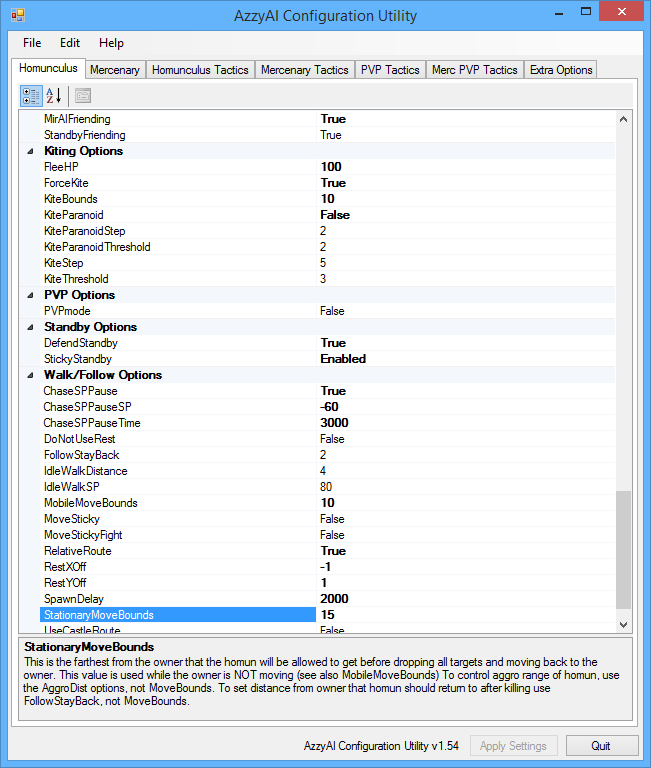 AzzyAI Configuration Utility
File Edit Help
Homunculus Mercenary Homunculus Tactics Mercenary Tactics PVP Tactics Merc PVP Tactics Extra Options
MirAIFriending True
StandbyFriending True
Kiting Options
FleeHP 100
ForceKite True
KiteBounds 10
KiteParanoid False
KiteParanoidStep 2
KiteParanoidThreshold 2
KiteStep 5
KiteThreshold 3
PVP Options
PVPmode False
Standby Options
DefendStandby True
StickyStandby Enabled
Walk/Follow Options
ChaseSPPause True
ChaseSPPauseSP -60
ChaseSPPauseTime 3000
DoNotUseRest False
FollowStayBack 2
IdleWalkDistance 4
IdleWalkSP 80
MobileMoveBounds 10
MoveSticky False
MoveStickyFight False
RelativeRoute True
RestXOff -1
RestYOff 1
SpawnDelay 2000
StationaryMoveBounds 15
UseCastleRoute False
StationaryMoveBounds
This is the farthest from the owner that the homun will be allowed to get before dropping all targets and moving back to the
owner. This value is used while the owner is NOT moving (see also MobileMoveBounds) To control aggro range of homun, use
the AggroDist options, not MoveBounds. To set distance from owner that homun should return to after killing use
FollowStayBack, not MoveBounds.
AzzyAI Configuration Utility v1.54 Apply Settings Quit